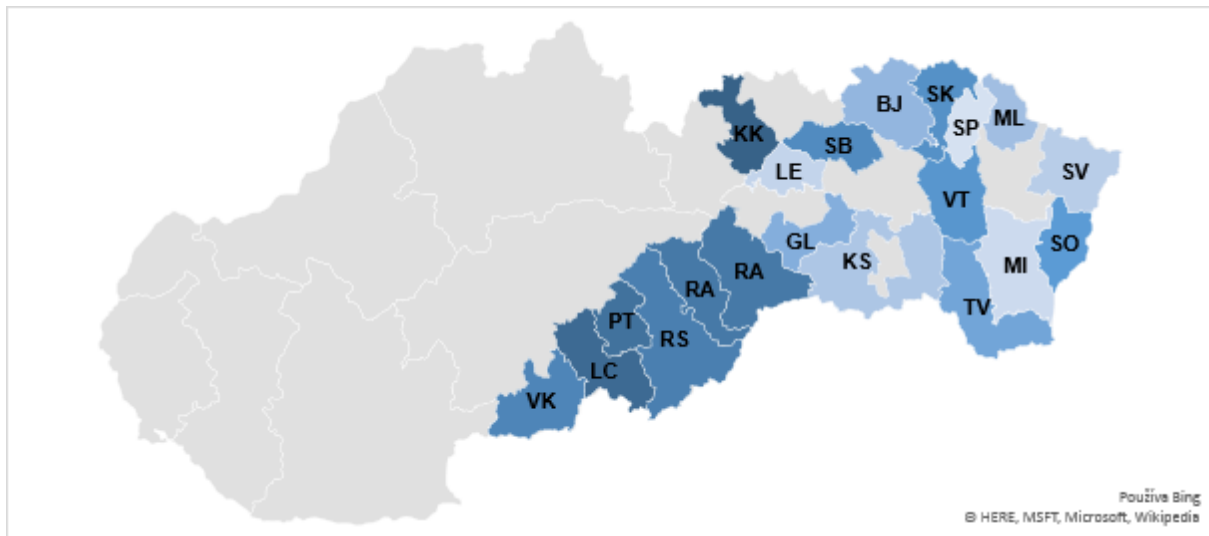 BJ
SK
ML
SP
KK
SB
LE
SV
VT
GL
SO
KS
MI
RA
RA
TV
PT
RS
LC
VK
Používa Bing
© HERE, MSFT, Microsoft, Wikipedia